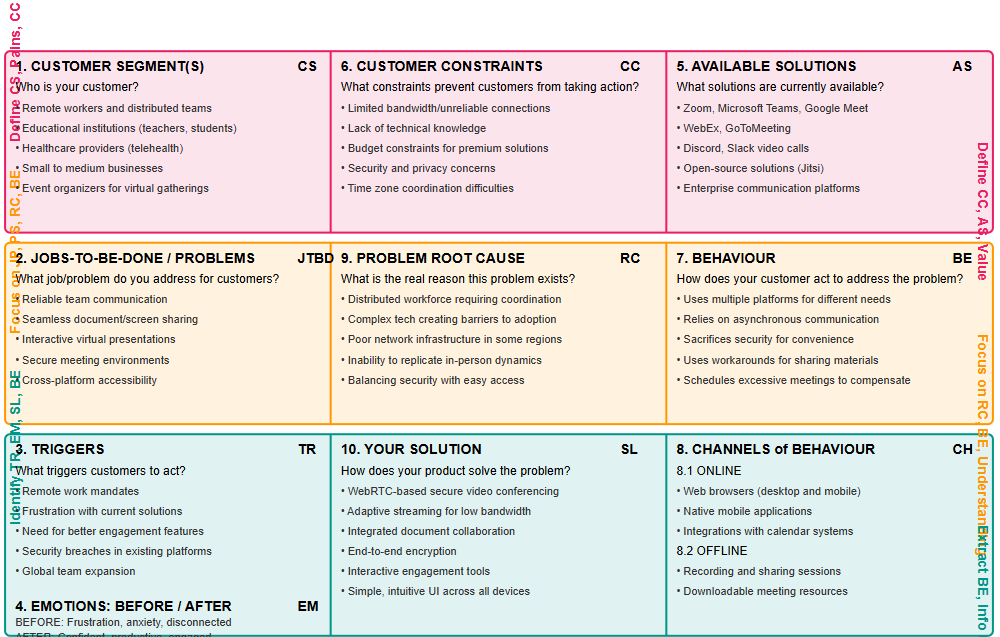 Define CS, Pains, CC
1. CUSTOMER SEGMENT(S) CS
Who is your customer?
• Remote workers and distributed teams
• Educational institutions (teachers, students)
• Healthcare providers (telehealth)
• Small to medium businesses
• Event organizers for virtual gatherings
6. CUSTOMER CONSTRAINTS CC
What constraints prevent customers from taking action?
• Limited bandwidth/unreliable connections
• Lack of technical knowledge
• Budget constraints for premium solutions
• Security and privacy concerns
• Time zone coordination difficulties
5. AVAILABLE SOLUTIONS AS
What solutions are currently available?
• Zoom, Microsoft Teams, Google Meet
• WebEx, GoToMeeting
• Discord, Slack video calls
• Open-source solutions (Jitsi)
• Enterprise communication platforms
Define CC, AS, Value
Focus on JP, PS, RC, BE
2. JOBS-TO-BE-DONE / PROBLEMS JTBD
What job/problem do you address for customers?
• Reliable team communication
• Seamless document/screen sharing
• Interactive virtual presentations
• Secure meeting environments
• Cross-platform accessibility
9. PROBLEM ROOT CAUSE RC
What is the real reason this problem exists?
• Distributed workforce requiring coordination
• Complex tech creating barriers to adoption
• Poor network infrastructure in some regions
• Inability to replicate in-person dynamics
• Balancing security with easy access
7. BEHAVIOUR BE
How does your customer act to address the problem?
• Uses multiple platforms for different needs
• Relies on asynchronous communication
• Sacrifices security for convenience
• Uses workarounds for sharing materials
• Schedules excessive meetings to compensate
Focus on RC, BE,
Identify TR, EM, SL, BE
3. TRIGGERS TR
What triggers customers to act?
• Remote work mandates
• Frustration with current solutions
• Need for better engagement features
• Security breaches in existing platforms
• Global team expansion
4. EMOTIONS: BEFORE / AFTER EM
BEFORE: Frustration, anxiety, disconnected
AFTER: Confident, productive, engaged
10. YOUR SOLUTION SL
How does your product solve the problem?
• WebRTC-based secure video conferencing
• Adaptive streaming for low bandwidth
• Integrated document collaboration
• End-to-end encryption
• Interactive engagement tools
• Simple, intuitive UI across all devices
8. CHANNELS of BEHAVIOUR CH
8.1 ONLINE
• Web browsers (desktop and mobile)
• Native mobile applications
• Integrations with calendar systems
8.2 OFFLINE
• Recording and sharing sessions
• Downloadable meeting resources
Extract BE, Info